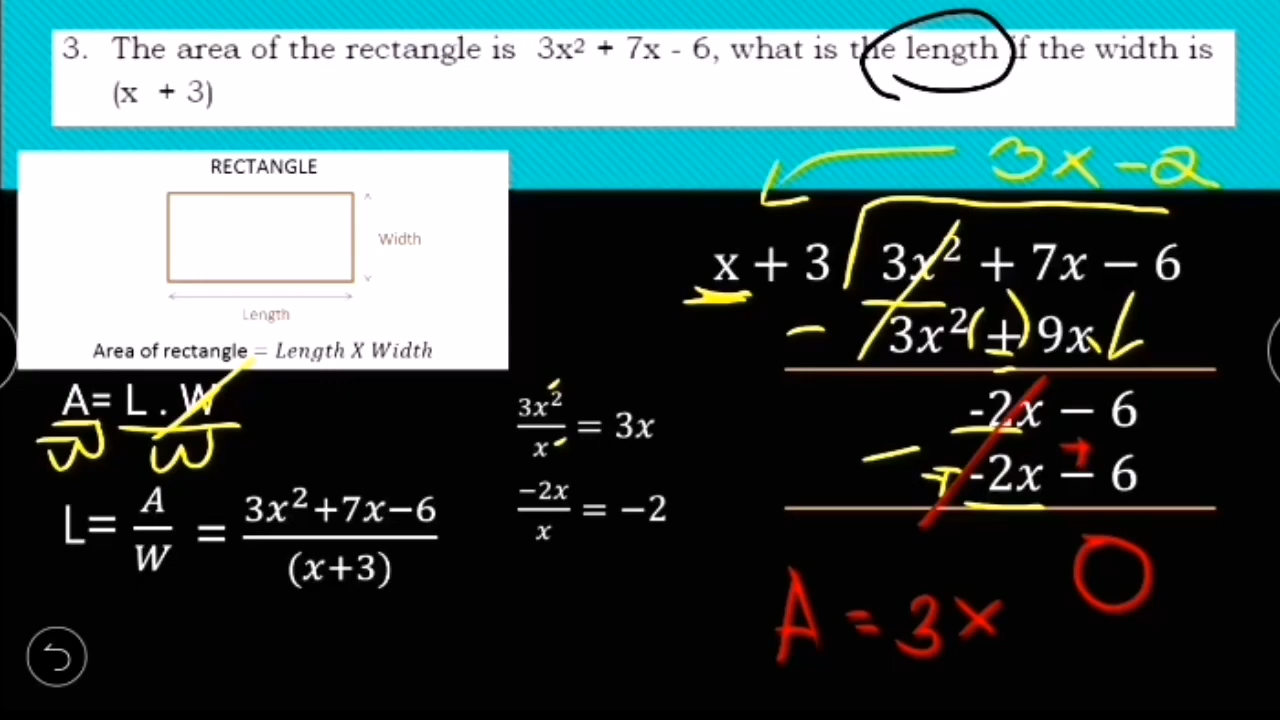 3. The area of the rectangle is 3x² + 7x - 6, what is the length if the width is
(x + 3)
RECTANGLE
Width
Length
Area of rectangle = Length X Width
A= L . W
W W
L= A/W = 3x²+7x−6/(x+3)
3x²/x = 3x
−2x/x = −2
3x - 2
x + 3 3x² + 7x − 6
- 3x² (+) 9x
-2x − 6
- + -2x − 6 +
0
A = 3x